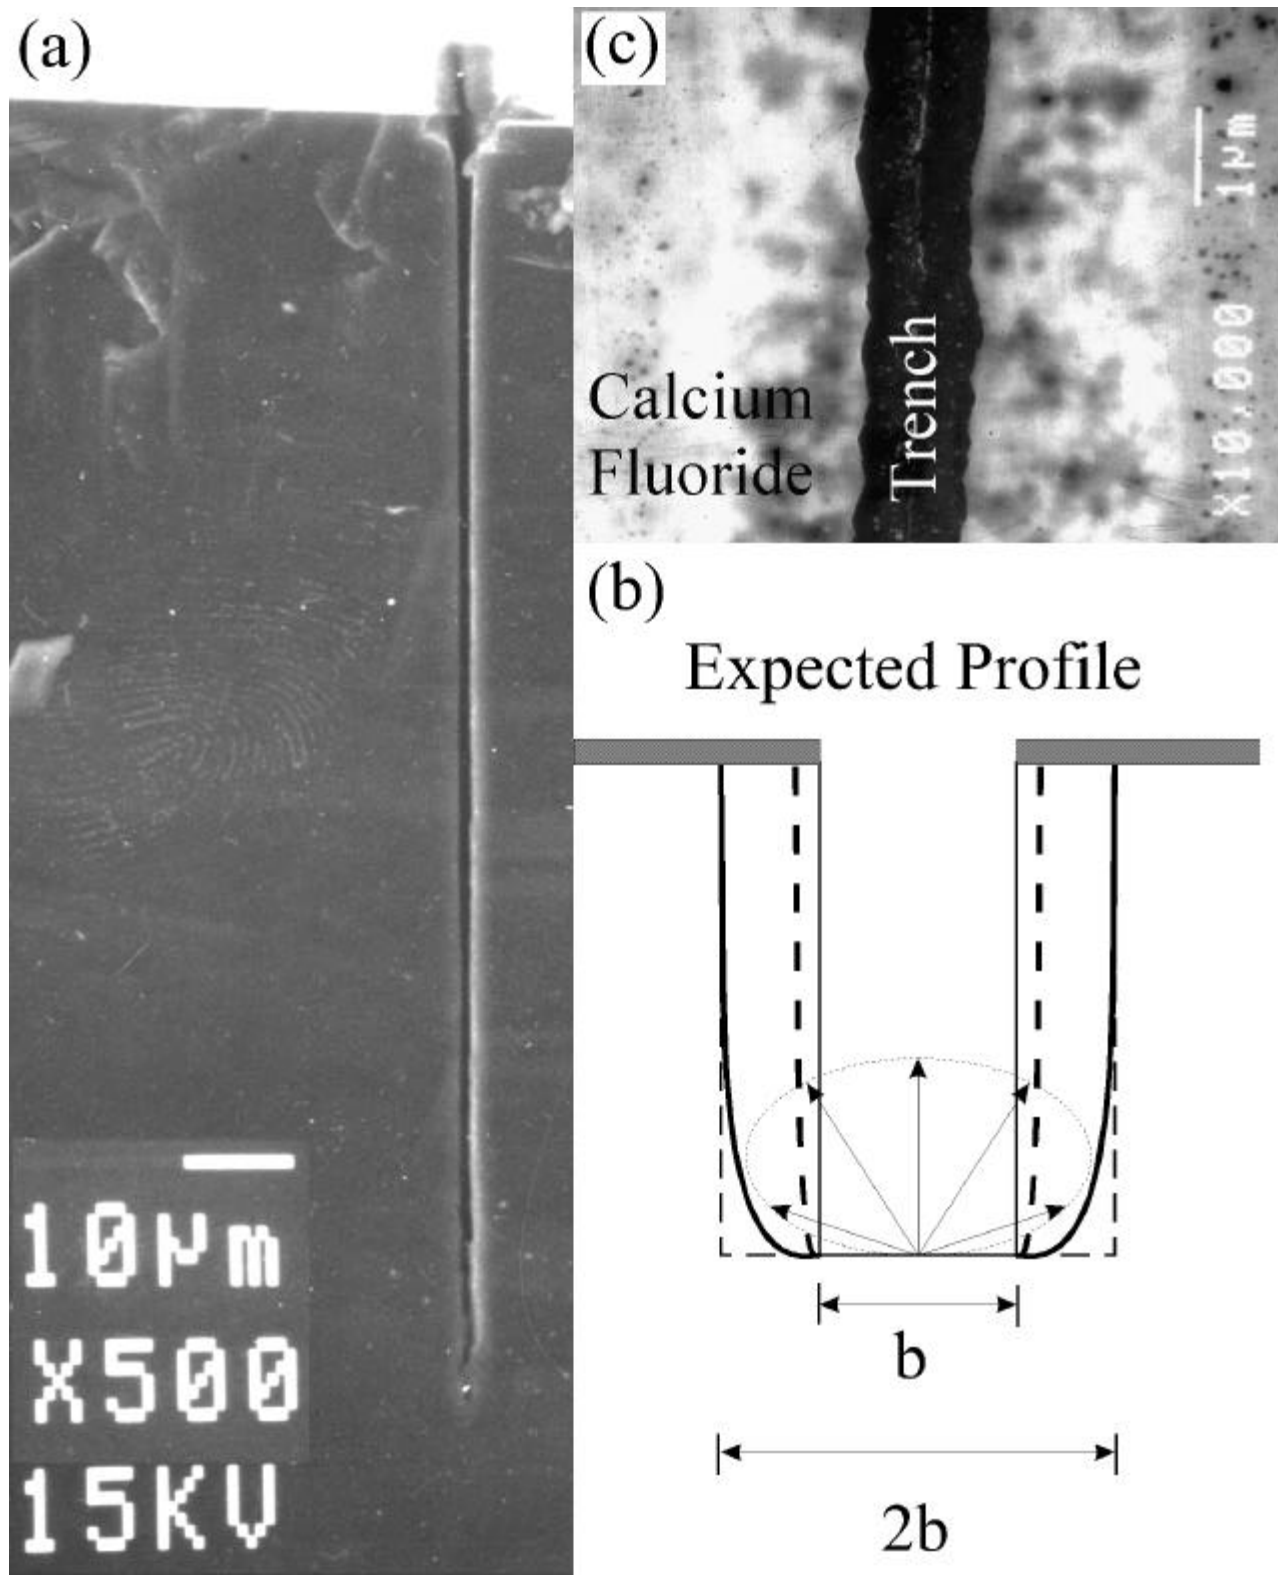 (a)
10µm
X500
15KV
(c)
Calcium
Fluoride
Trench
X10.000 1µm
(b)
Expected Profile
b
2b